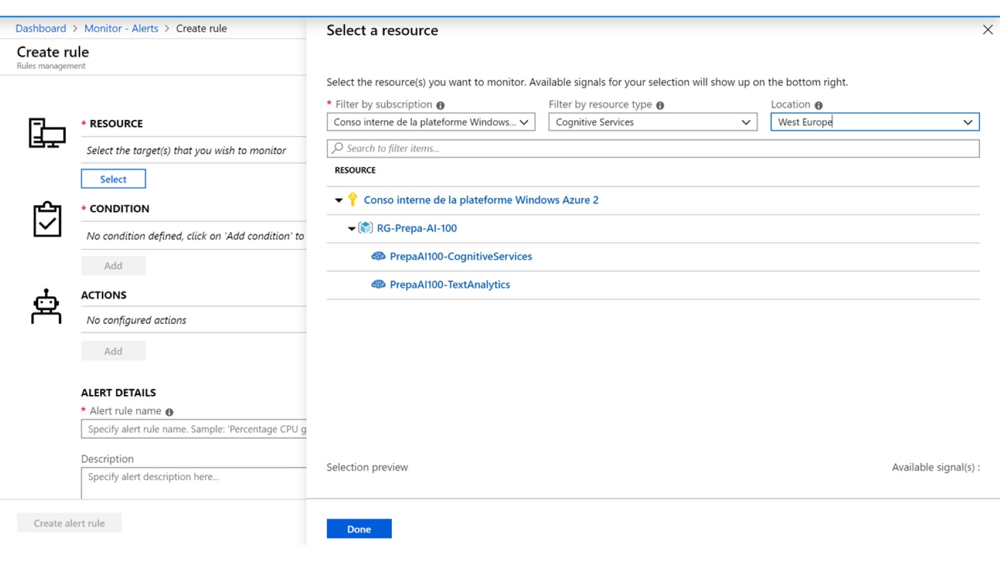 Dashboard > Monitor - Alerts > Create rule
Create rule
Rules management
* RESOURCE
Select the target(s) that you wish to monitor
Select
* CONDITION
No condition defined, click on 'Add condition' to
Add
ACTIONS
No configured actions
Add
ALERT DETAILS
* Alert rule name
Specify alert rule name. Sample: 'Percentage CPU g
Description
Specify alert description here...
Create alert rule
Select a resource
Select the resource(s) you want to monitor. Available signals for your selection will show up on the bottom right.
* Filter by subscription Filter by resource type Location
Conso interne de la plateforme Windows... Cognitive Services West Europe
Search to filter items...
RESOURCE
Conso interne de la plateforme Windows Azure 2
RG-Prepa-AI-100
PrepaAI100-CognitiveServices
PrepaAI100-TextAnalytics
Selection preview Available signal(s) :
Done